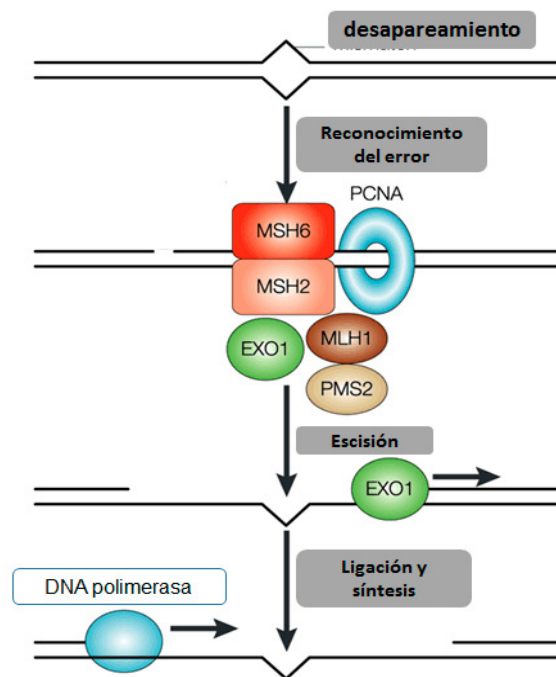 desapareamiento
Reconocimiento
del error
PCNA
MSH6
MSH2
EXO1
MLH1
PMS2
Escisión
EXO1
Ligación y
síntesis
DNA polimerasa